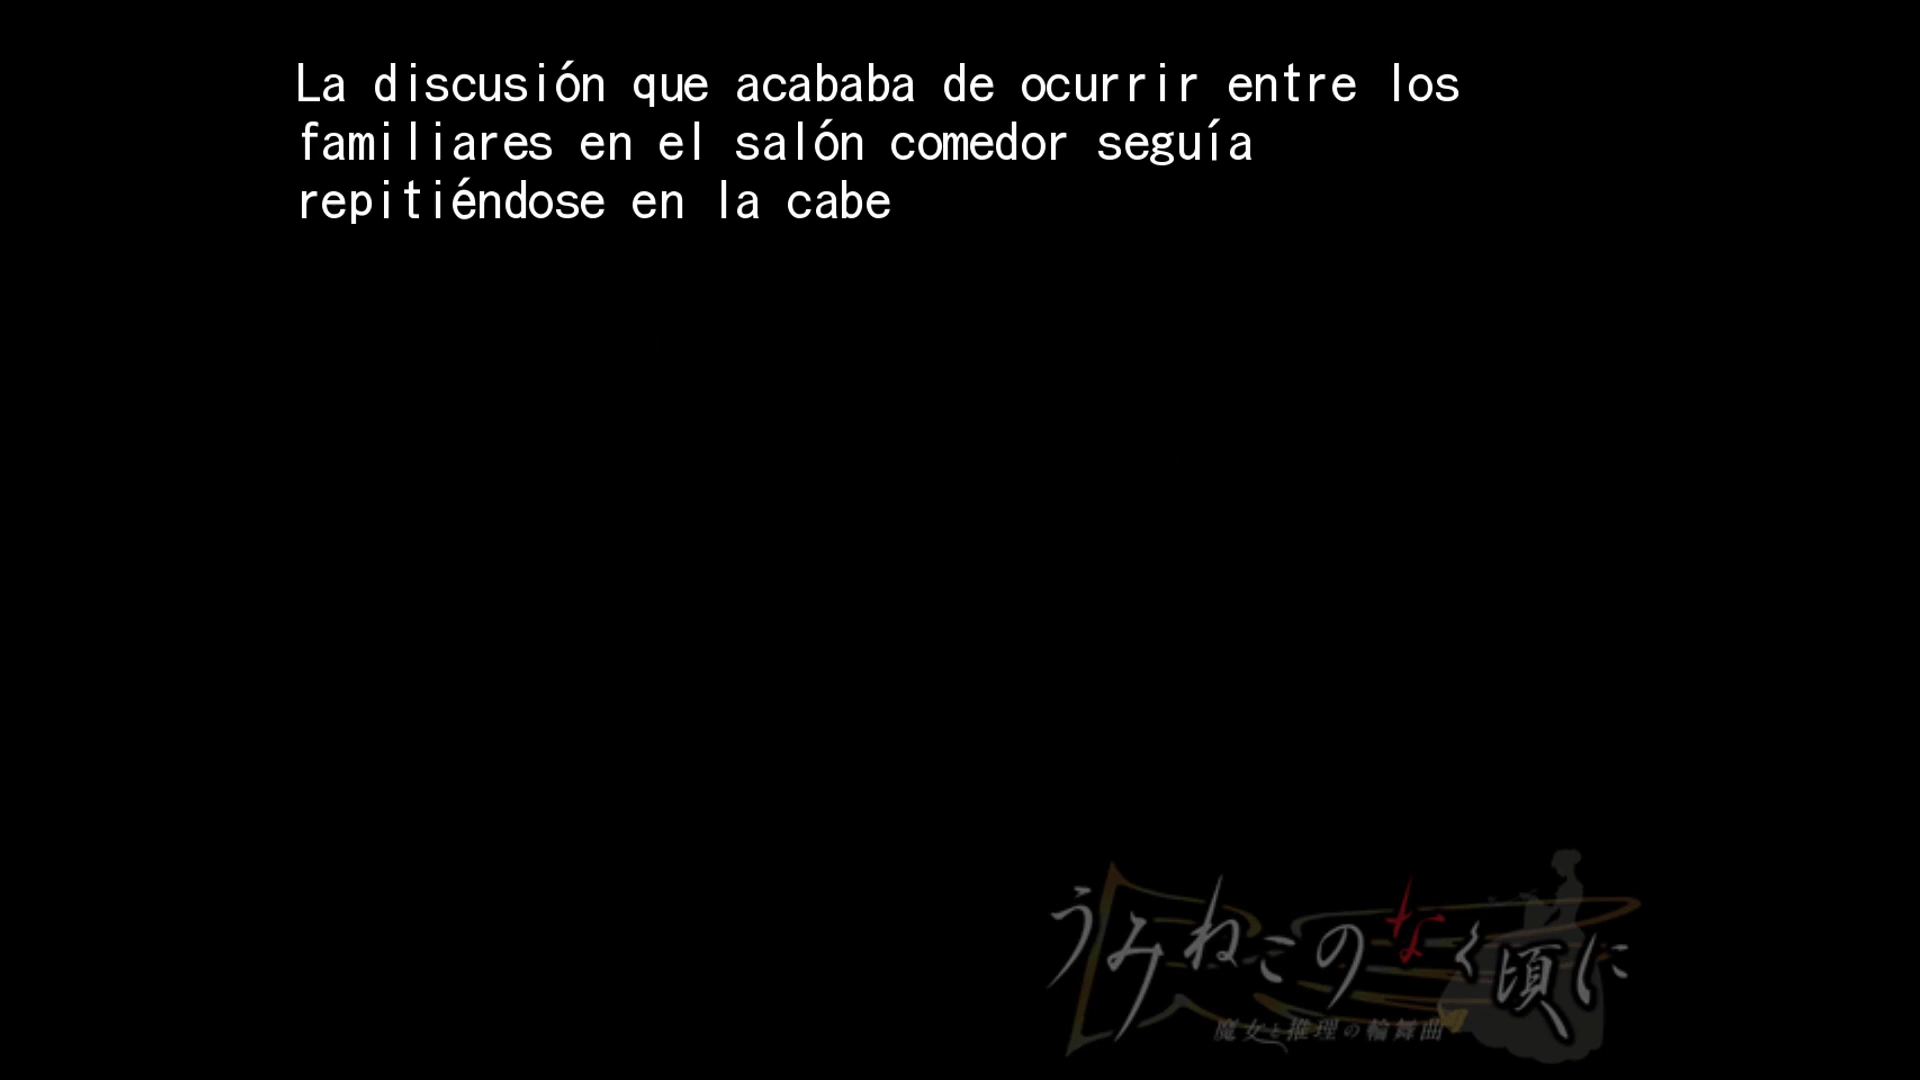 La discusión que acababa de ocurrir entre los
familiares en el salón comedor seguía
repitiéndose en la cabe
うみねこのなく頃に
魔女と推理の輪舞曲